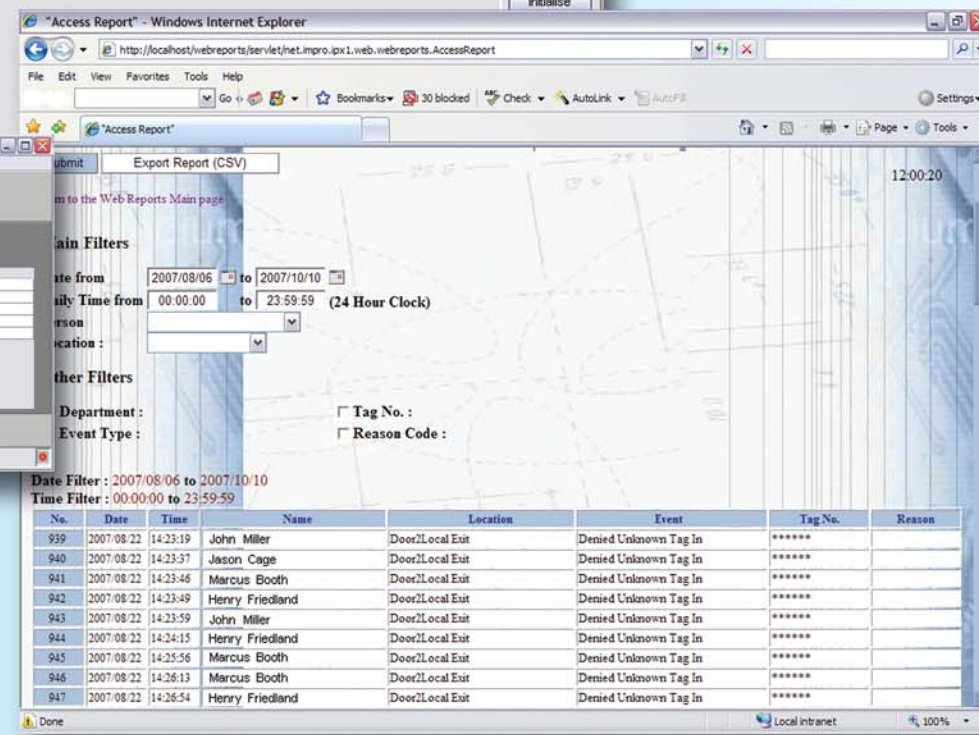 Initialise
"Access Report" - Windows Internet Explorer
http://localhost/webreports/servlet/net.impro.ipx1.web.webreports.AccessReport
File Edit View Favorites Tools Help
Go Bookmarks 30 blocked Check AutoLink AutoFill Settings
"Access Report" Page Tools
ubmit Export Report (CSV)
12:00:20
rn to the Web Reports Main page
ain Filters
ate from 2007/08/06 to 2007/10/10
aily Time from 00:00:00 to 23:59:59 (24 Hour Clock)
erson
cation :
ther Filters
Department : Tag No. :
Event Type : Reason Code :
Date Filter : 2007/08/06 to 2007/10/10
Time Filter : 00:00:00 to 23:59:59
No. Date Time Name Location Event Tag No. Reason
939 2007/08/22 14:23:19 John Miller Door2Local Exit Denied Unknown Tag In ******
940 2007/08/22 14:23:37 Jason Cage Door2Local Exit Denied Unknown Tag In ******
941 2007/08/22 14:23:46 Marcus Booth Door2Local Exit Denied Unknown Tag In ******
942 2007/08/22 14:23:49 Henry Friedland Door2Local Exit Denied Unknown Tag In ******
943 2007/08/22 14:23:59 John Miller Door2Local Exit Denied Unknown Tag In ******
944 2007/08/22 14:24:15 Henry Friedland Door2Local Exit Denied Unknown Tag In ******
945 2007/08/22 14:25:56 Marcus Booth Door2Local Exit Denied Unknown Tag In ******
946 2007/08/22 14:26:13 Marcus Booth Door2Local Exit Denied Unknown Tag In ******
947 2007/08/22 14:26:54 Henry Friedland Door2Local Exit Denied Unknown Tag In ******
Done Local intranet 100%